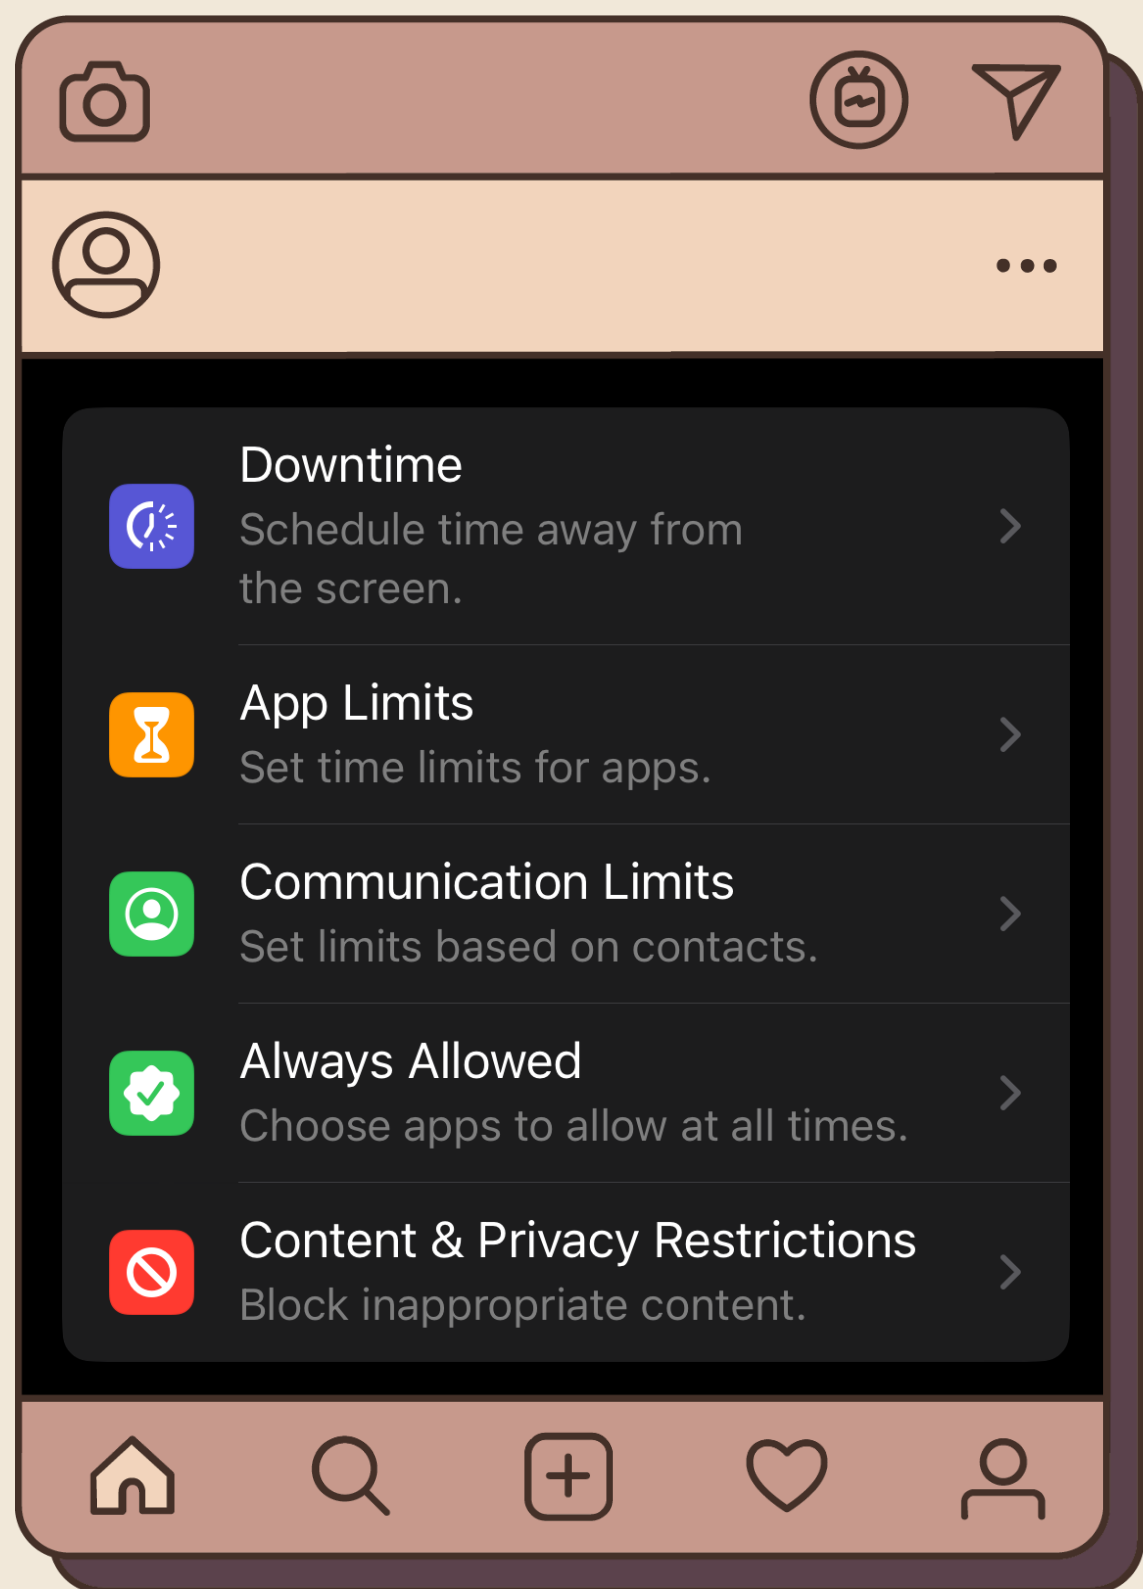 Downtime
Schedule time away from
the screen.
App Limits
Set time limits for apps.
Communication Limits
Set limits based on contacts.
Always Allowed
Choose apps to allow at all times.
Content & Privacy Restrictions
Block inappropriate content.